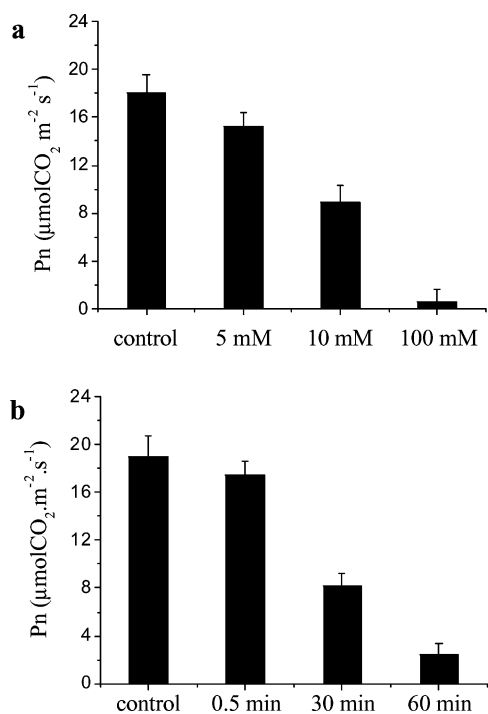 a
Pn (µmolCO₂ m⁻² s⁻¹)
24
20
16
12
8
4
0
control 5 mM 10 mM 100 mM
b
Pn (µmolCO₂.m⁻².s⁻¹)
24
20
16
12
8
4
0
control 0.5 min 30 min 60 min